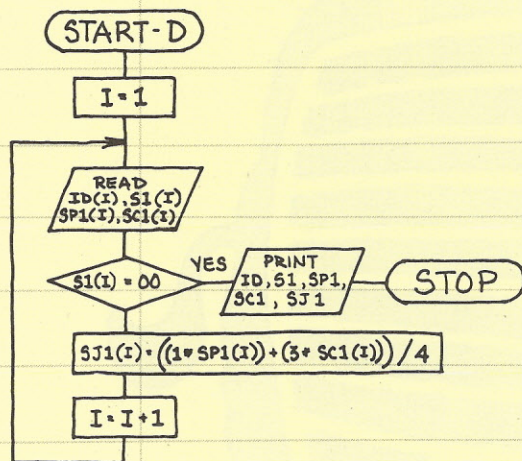 START-D
I=1
READ
ID(I),S1(I)
SP1(I),SC1(I)
S1(I)=00
YES
PRINT
ID,S1,SP1,
SC1,SJ1
STOP
SJ1(I)=((1*SP1(I))+(3*SC1(I))/4
I=I+1